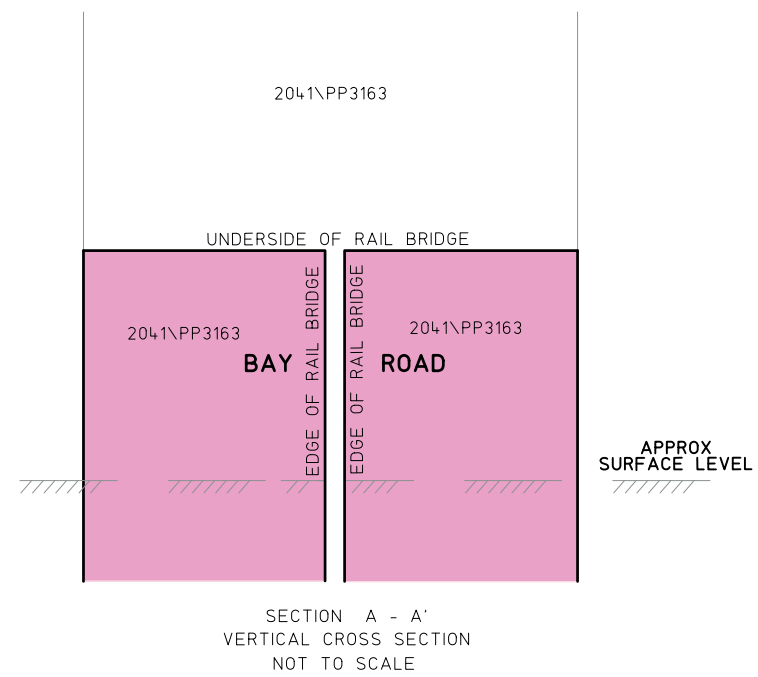 2041\PP3163
UNDERSIDE OF RAIL BRIDGE
2041\PP3163
BAY
EDGE OF RAIL BRIDGE
EDGE OF RAIL BRIDGE
2041\PP3163
ROAD
APPROX
SURFACE LEVEL
SECTION A - A'
VERTICAL CROSS SECTION
NOT TO SCALE